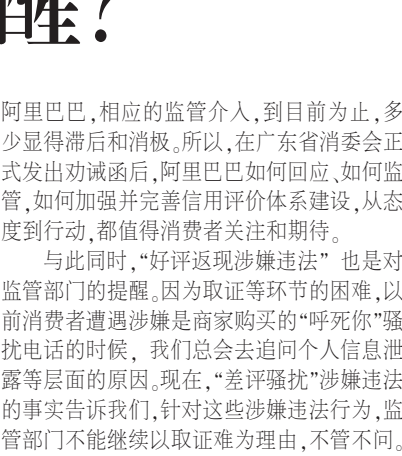 醒?
阿里巴巴,相应的监管介入,到目前为止,多
少显得滞后和消极。所以,在广东省消委会正
式发出劝诫函后,阿里巴巴如何回应、如何监
管,如何加强并完善信用评价体系建设,从态
度到行动,都值得消费者关注和期待。
与此同时,“好评返现涉嫌违法”也是对
监管部门的提醒。因为取证等环节的困难,以
前消费者遭遇涉嫌是商家购买的“呼死你”骚
扰电话的时候，我们总会去追问个人信息泄
露等层面的原因。现在,“差评骚扰”涉嫌违法
的事实告诉我们,针对这些涉嫌违法行为,监
管部门不能继续以取证难为理由,不管不问。